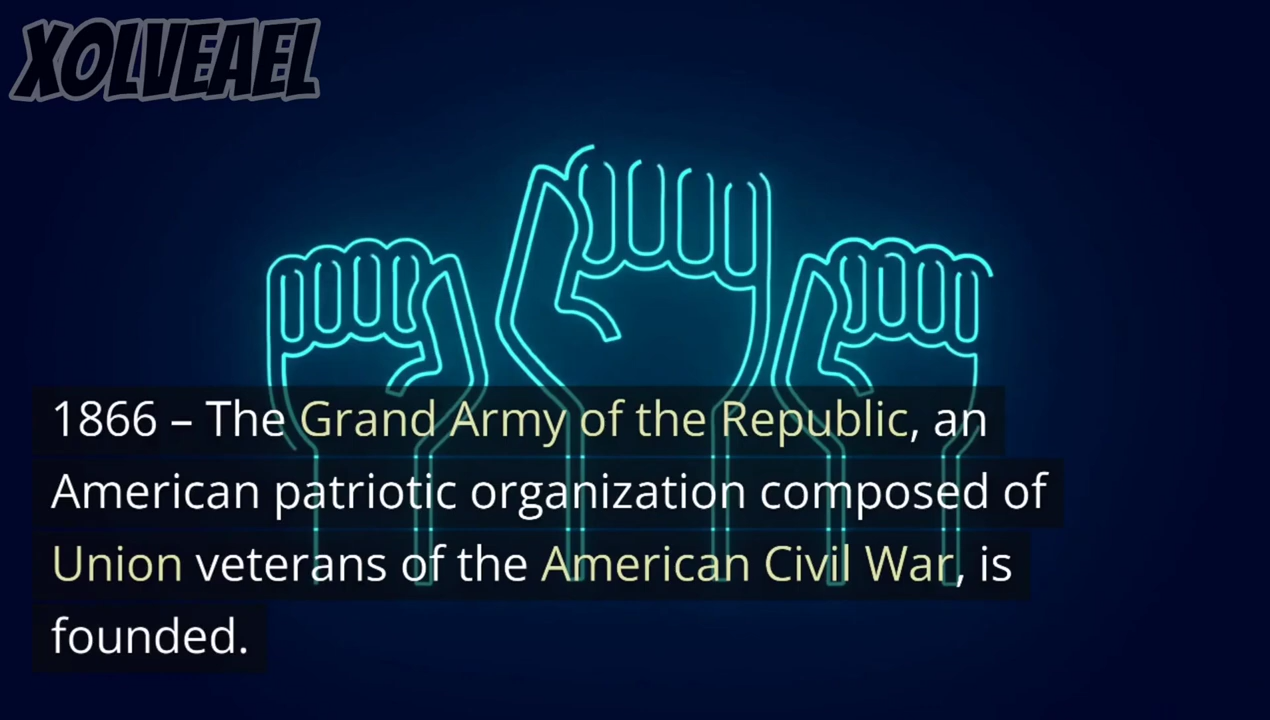 XOLVEAEL
1866 – The Grand Army of the Republic, an
American patriotic organization composed of
Union veterans of the American Civil War, is
founded.